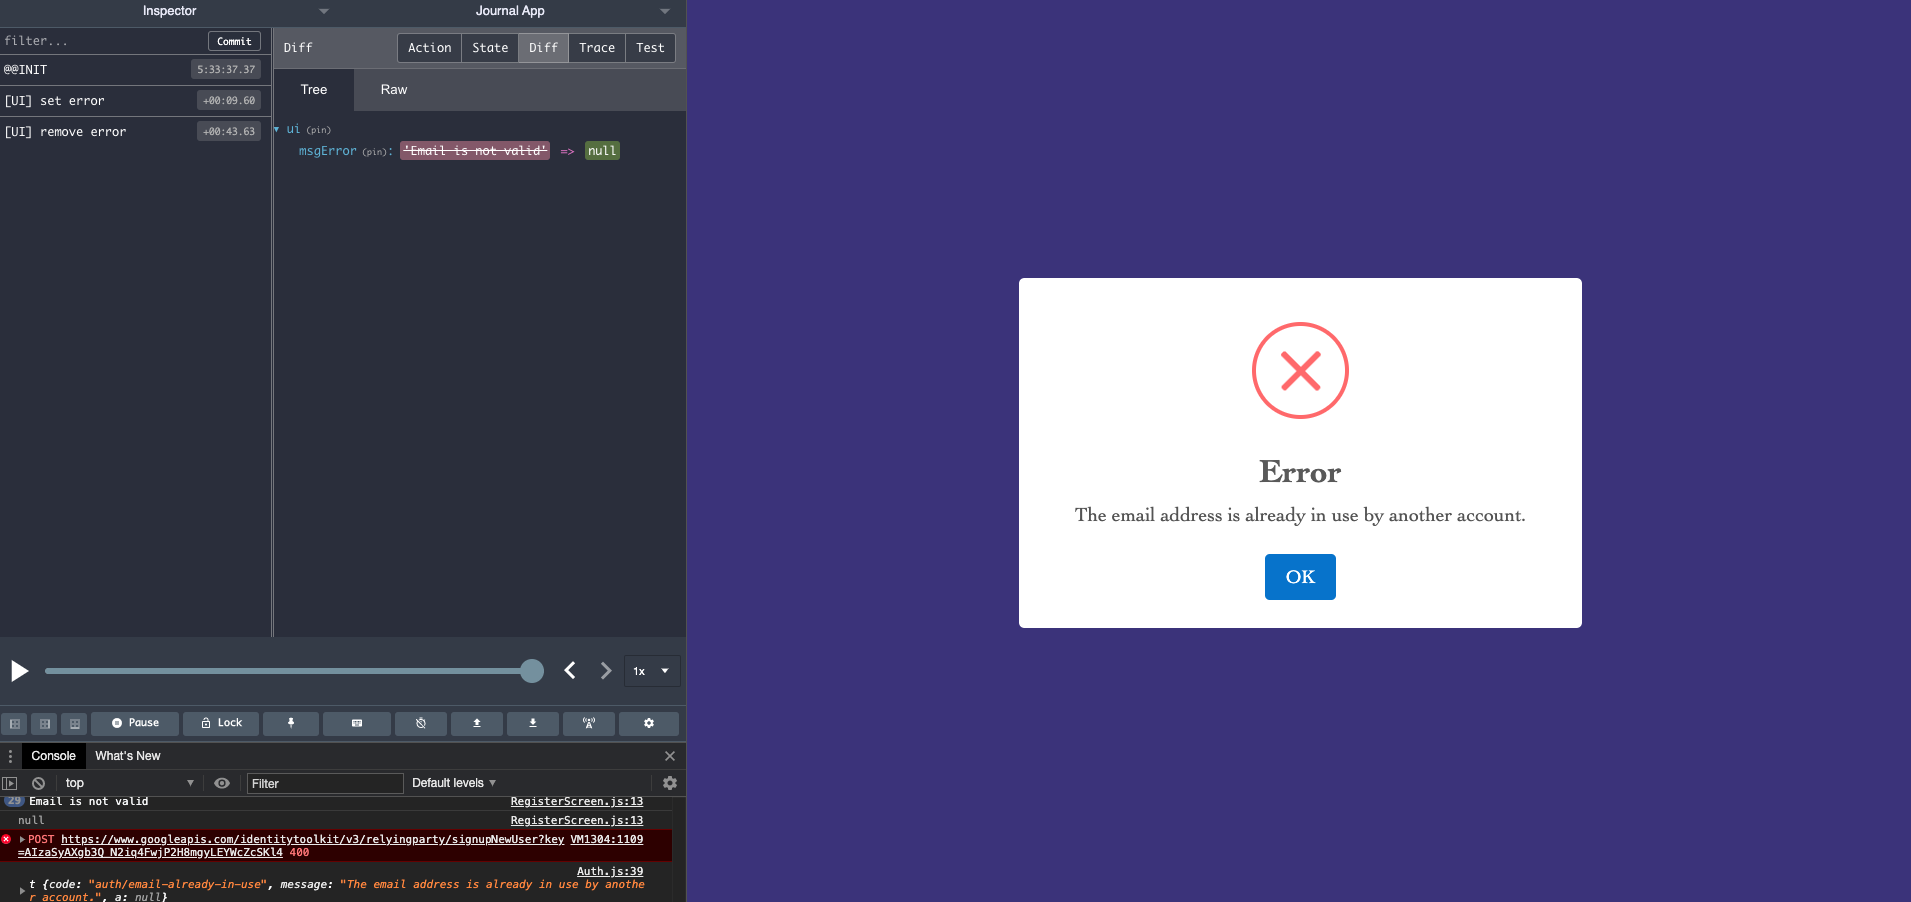 Inspector
Journal App
filter...
Commit
@@INIT
5:33:37.37
[UI] set error
+00:09.60
[UI] remove error
+00:43.63
Diff
Action
State
Diff
Trace
Test
Tree
Raw
ui (pin)
msgError (pin): 'Email is not valid' => null
1x
Pause
Lock
Console
What's New
top
Filter
Default levels
29 Email is not valid
RegisterScreen.js:13
null
RegisterScreen.js:13
POST https://www.googleapis.com/identitytoolkit/v3/relyingparty/signupNewUser?key VM1304:1109
=AIzaSyAXgb3Q_N2iq4FwjP2H8mgyLEYWcZcSKl4 400
Auth.js:39
t {code: "auth/email-already-in-use", message: "The email address is already in use by anothe
r account.", a: null}
Error
The email address is already in use by another account.
OK